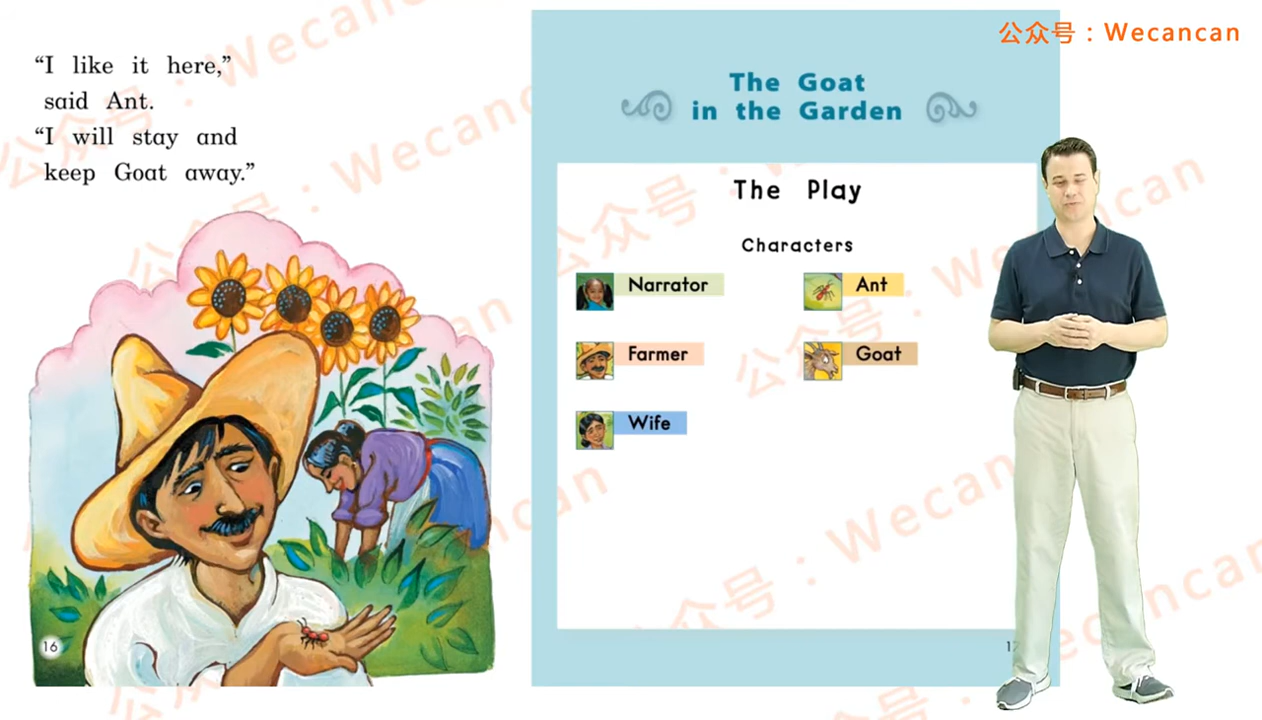 公众号：Wecancan
“I like it here,”
said Ant.
“I will stay and
keep Goat away.”
16
The Goat
in the Garden
The Play
Characters
Narrator
Ant
Farmer
Goat
Wife